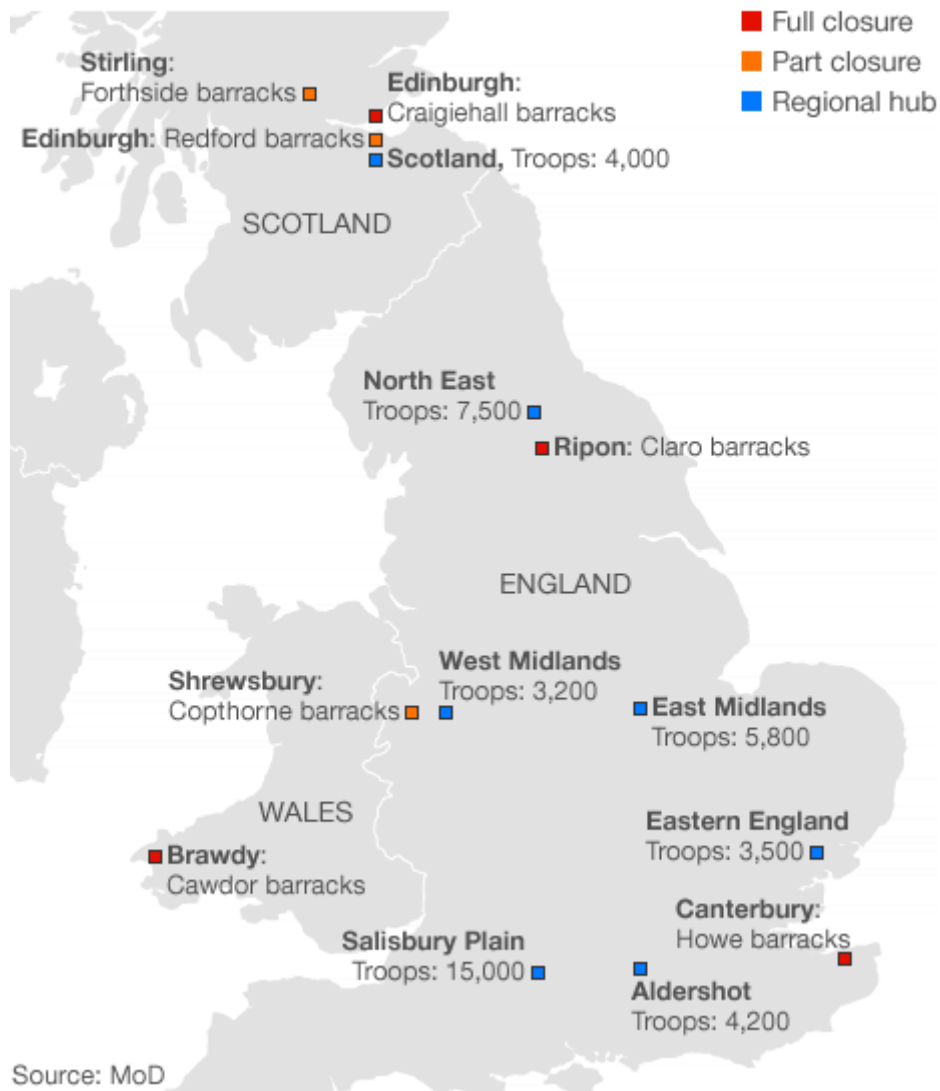 Full closure
Part closure
Regional hub
Stirling:
Forthside barracks
Edinburgh:
Craigiehall barracks
Edinburgh: Redford barracks
Scotland, Troops: 4,000
SCOTLAND
North East
Troops: 7,500
Ripon: Claro barracks
ENGLAND
West Midlands
Troops: 3,200
Shrewsbury:
Copthorne barracks
East Midlands
Troops: 5,800
WALES
Eastern England
Troops: 3,500
Brawdy:
Cawdor barracks
Canterbury:
Howe barracks
Salisbury Plain
Troops: 15,000
Aldershot
Troops: 4,200
Source: MoD